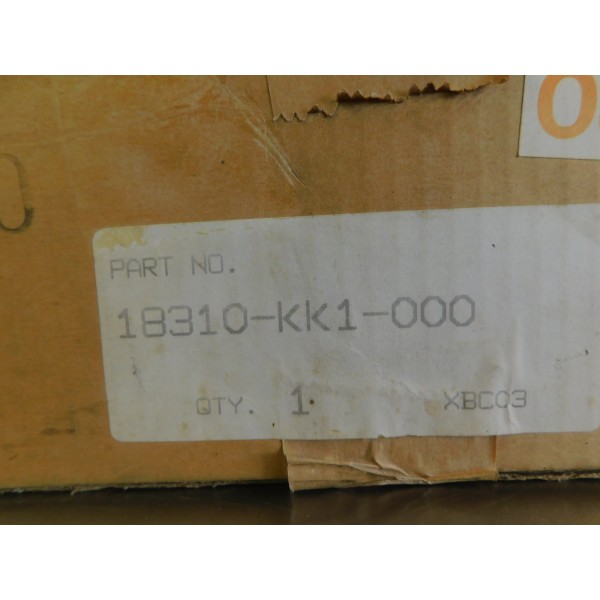 PART NO.
18310-KK1-000
QTY. 1 XBC03